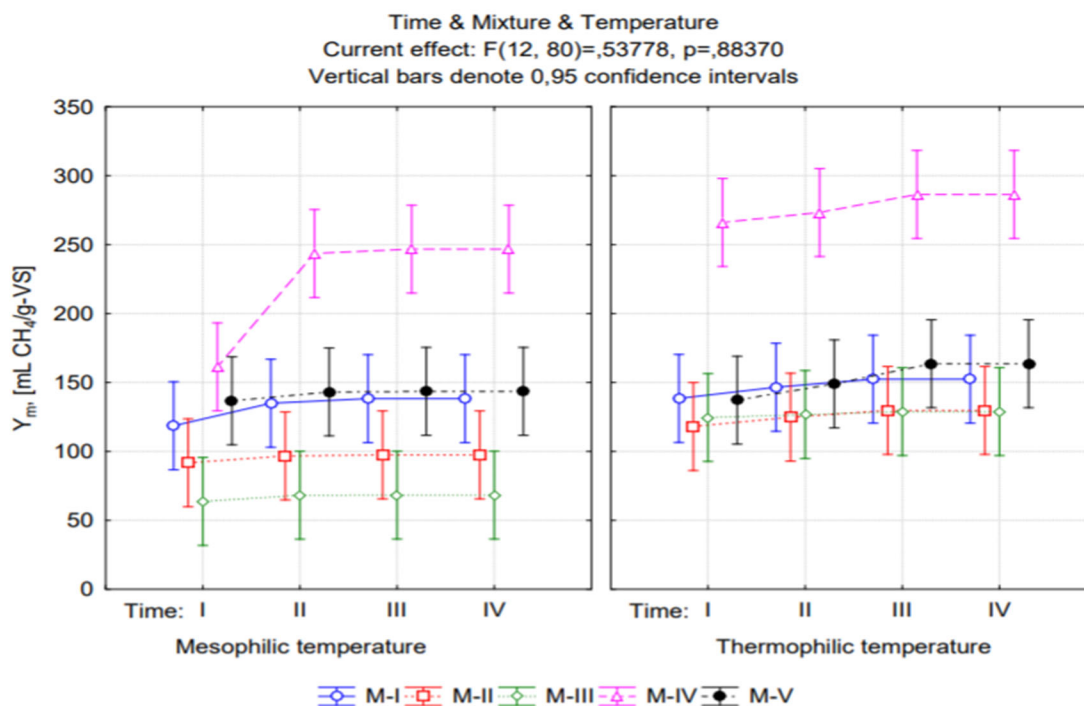 Time & Mixture & Temperature
Current effect: F(12, 80)=,53778, p=,88370
Vertical bars denote 0,95 confidence intervals
Yₘ, [mL CH₄/g-VS]
350
300
250
200
150
100
50
0
Time: I II III IV
Mesophilic temperature
Time: I II III IV
Thermophilic temperature
M-I M-II M-III M-IV M-V